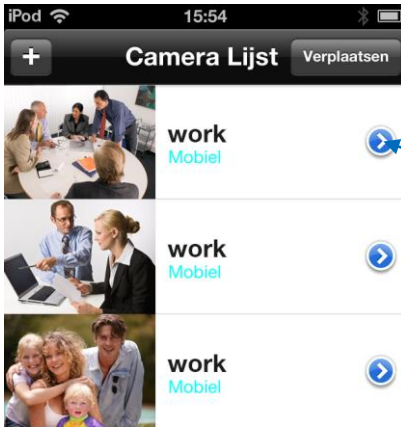 iPod 15:54
+ Camera Lijst Verplaatsen
work
Mobiel
work
Mobiel
work
Mobiel